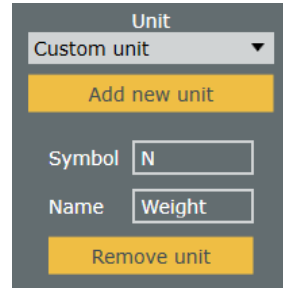 Unit
Custom unit
Add new unit
Symbol N
Name Weight
Remove unit